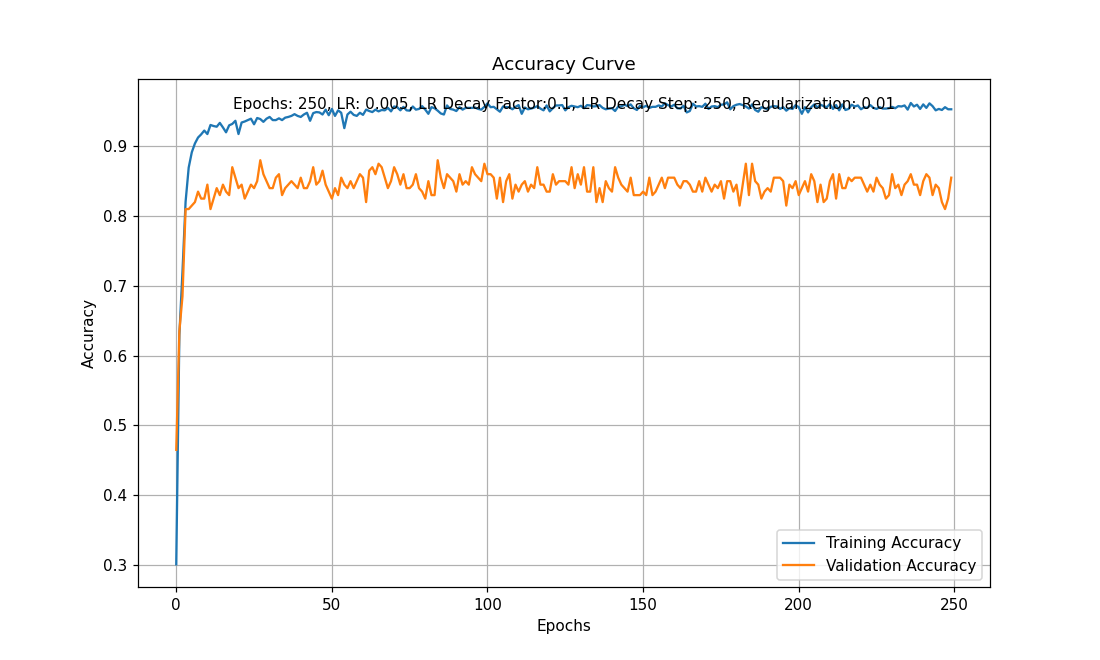 Accuracy Curve
Epochs: 250, LR: 0.005, LR Decay Factor:0.1, LR Decay Step: 250, Regularization: 0.01
Accuracy
0.9
0.8
0.7
0.6
0.5
0.4
0.3
Training Accuracy
Validation Accuracy
0 50 100 150 200 250
Epochs